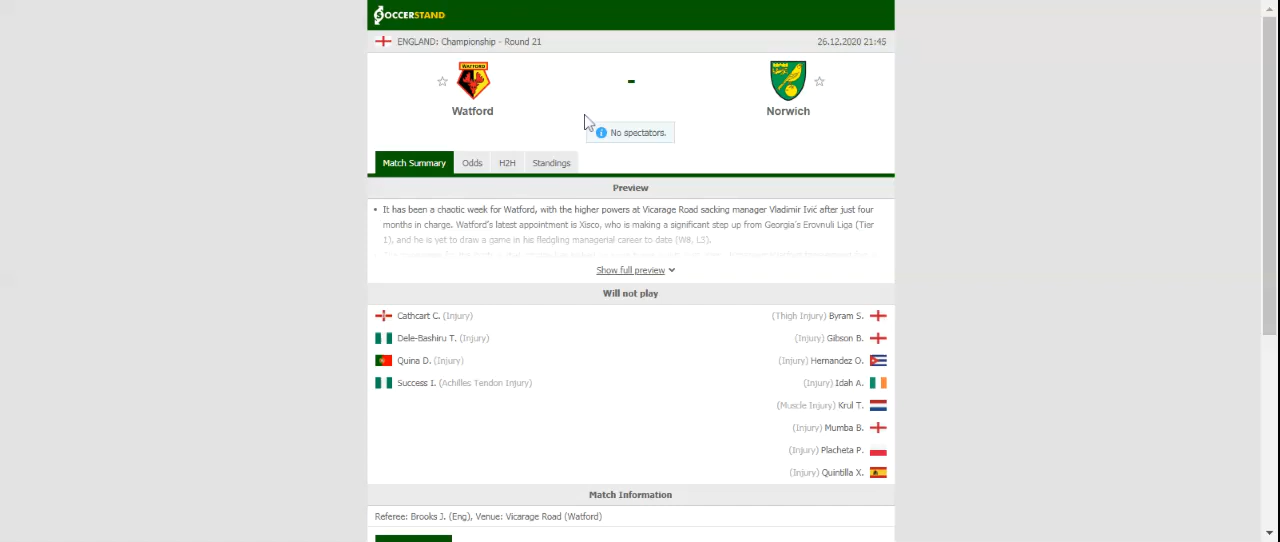 SOCCERSTAND
ENGLAND: Championship - Round 21 26.12.2020 21:45
WATFORD
-
Watford Norwich
No spectators.
Match Summary Odds H2H Standings
Preview
• It has been a chaotic week for Watford, with the higher powers at Vicarage Road sacking manager Vladimir Ivić after just four
months in charge. Watford's latest appointment is Xisco, who is making a significant step up from Georgia's Erovnuli Liga (Tier
1), and he is yet to draw a game in his fledgling managerial career to date (W8, L3).
Show full preview
Will not play
Cathcart C. (Injury) (Thigh Injury) Byram S.
Dele-Bashiru T. (Injury) (Injury) Gibson B.
Quina D. (Injury) (Injury) Hernandez O.
Success I. (Achilles Tendon Injury) (Injury) Idah A.
(Muscle Injury) Krul T.
(Injury) Mumba B.
(Injury) Placheta P.
(Injury) Quintilla X.
Match Information
Referee: Brooks J. (Eng), Venue: Vicarage Road (Watford)